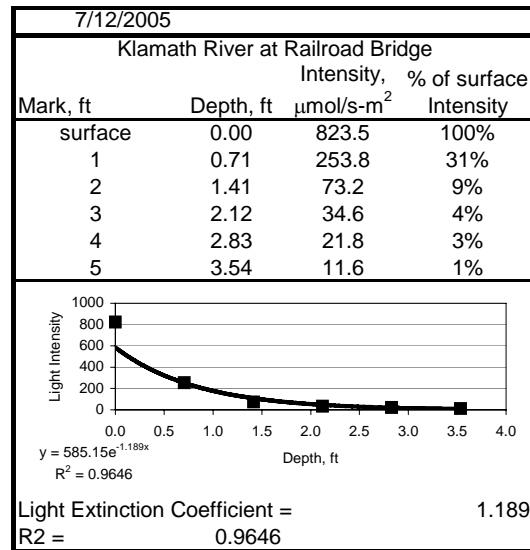 7/12/2005
Klamath River at Railroad Bridge
Mark, ft Depth, ft Intensity, μmol/s-m² % of surface Intensity
surface 0.00 823.5 100%
1 0.71 253.8 31%
2 1.41 73.2 9%
3 2.12 34.6 4%
4 2.83 21.8 3%
5 3.54 11.6 1%
Light Intensity
1000
800
600
400
200
0
0.0 0.5 1.0 1.5 2.0 2.5 3.0 3.5 4.0
Depth, ft
y = 585.15e^-1.189x
R² = 0.9646
Light Extinction Coefficient = 1.189
R2 = 0.9646